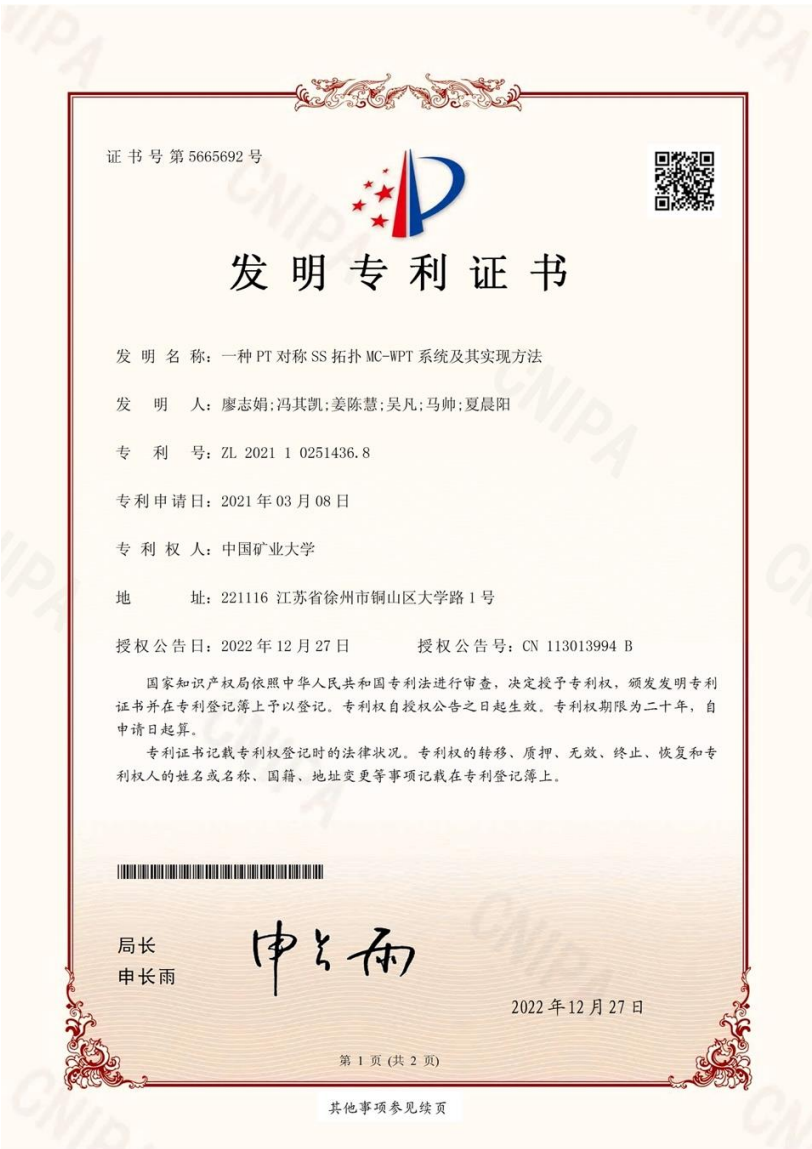 证书号第5665692号
发明专利证书
发明名称：一种PT对称SS拓扑MC-WPT系统及其实现方法
发明人：廖志娟;冯其凯;姜陈慧;吴凡;马帅;夏晨阳
专利号：ZL 2021 1 0251436.8
专利申请日：2021年03月08日
专利权人：中国矿业大学
地址：221116 江苏省徐州市铜山区大学路1号
授权公告日：2022年12月27日 授权公告号：CN 113013994 B
国家知识产权局依照中华人民共和国专利法进行审查，决定授予专利权，颁发发明专利
证书并在专利登记簿上予以登记。专利权自授权公告之日起生效。专利权期限为二十年，自
申请日起算。
专利证书记载专利权登记时的法律状况。专利权的转移、质押、无效、终止、恢复和专
利权人的姓名或名称、国籍、地址变更等事项记载在专利登记簿上。
局长
申长雨
申长雨
2022年12月27日
第 1 页 (共 2 页)
其他事项参见续页
CNIPA
CNIPA
CNIPA
CNIPA
CNIPA